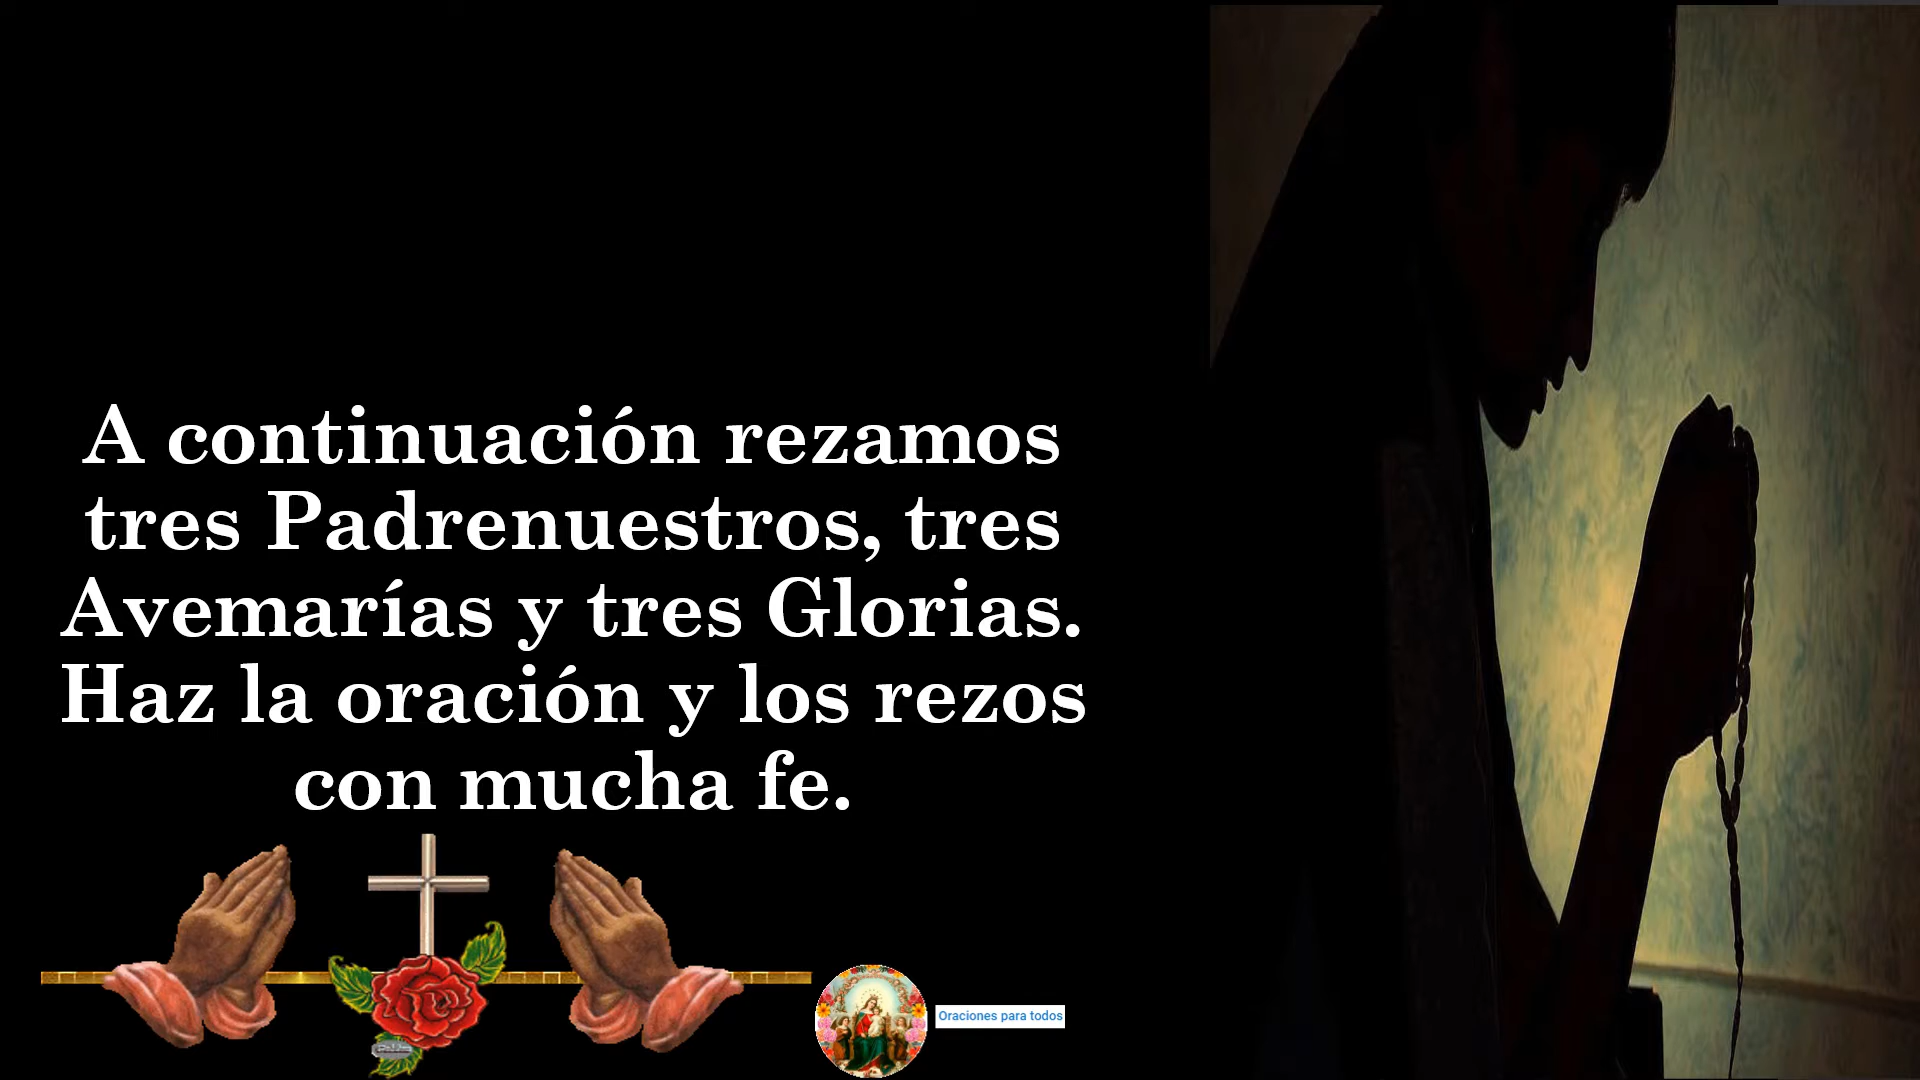 A continuación rezamos
tres Padrenuestros, tres
Avemarías y tres Glorias.
Haz la oración y los rezos
con mucha fe.
Oraciones para todos